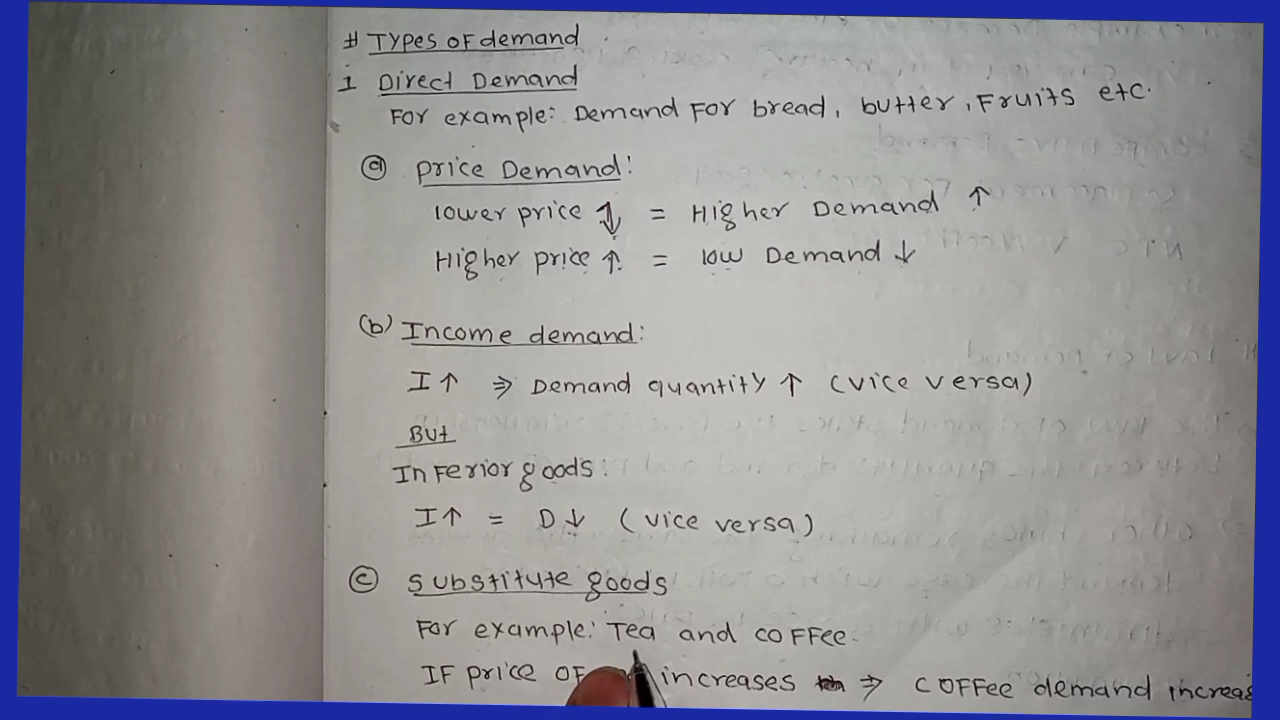 # Types of demand
1 Direct Demand
For example: Demand For bread, butter, Fruits etc.
(a) Price Demand:
lower price ↓ = Higher Demand ↑
Higher price ↑ = low Demand ↓
(b) Income demand:
I↑ ⇒ Demand quantity ↑ (vice versa)
But
Inferior goods:
I↑ = D↓ (vice versa)
(c) Substitute goods
For example: Tea and coffee.
IF price OF increases ⇒ coffee demand increas